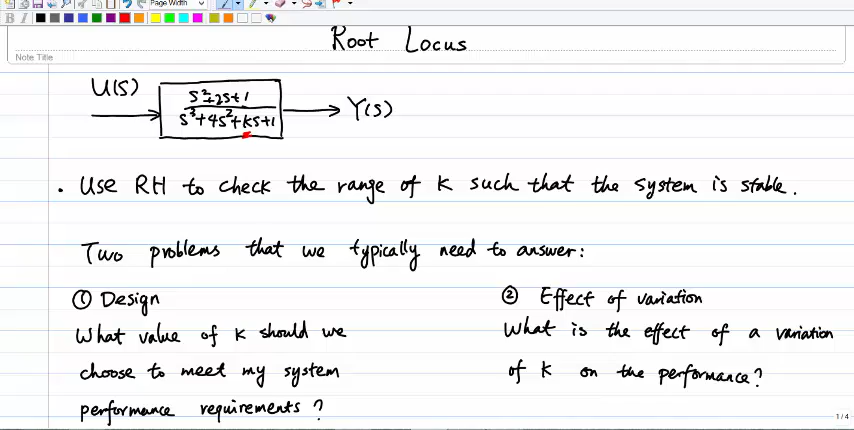 Page Width
B I
Root Locus
Note Title
U(s)
s²+2s+1
s³+4s²+ks+1
Y(s)
. Use RH to check the range of k such that the system is stable.
Two problems that we typically need to answer:
① Design
What value of k should we
choose to meet my system
performance requirements?
② Effect of variation
What is the effect of a variation
of k on the performance?
1/4